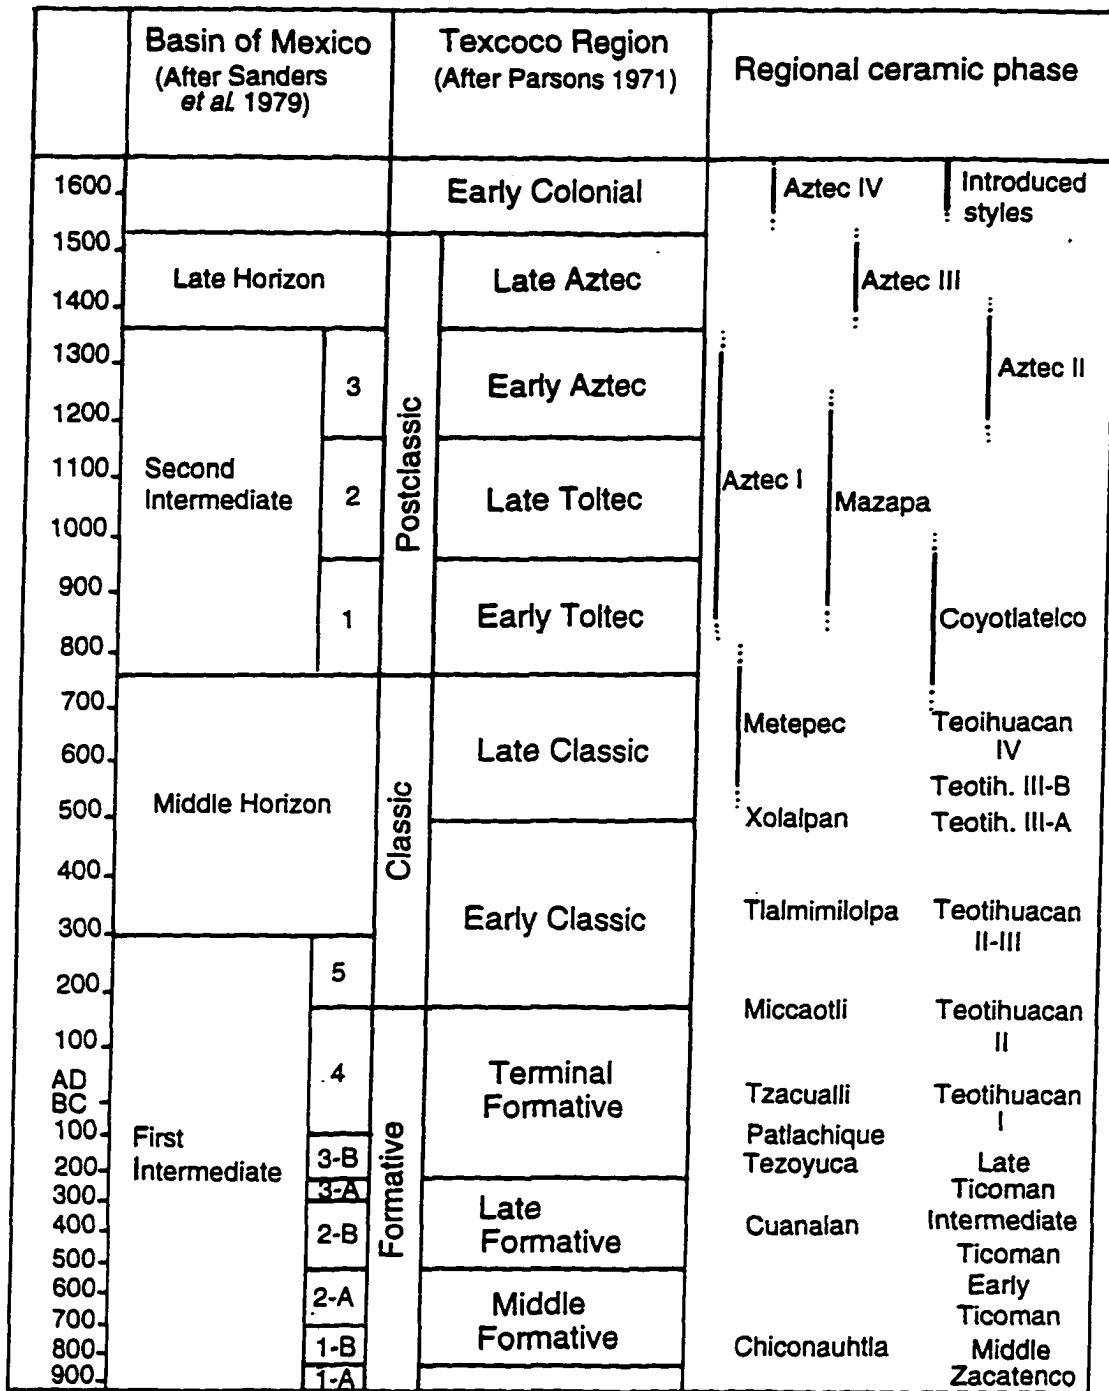 Basin of Mexico
(After Sanders
et al. 1979)
Texcoco Region
(After Parsons 1971)
Regional ceramic phase
1600
1500
1400
1300
1200
1100
1000
900
800
700
600
500
400
300
200
100
AD
BC
100
200
300
400
500
600
700
800
900
Late Horizon
Second
Intermediate
3
2
1
Middle Horizon
First
Intermediate
5
4
3-B
3-A
2-B
2-A
1-B
1-A
Postclassic
Classic
Formative
Early Colonial
Late Aztec
Early Aztec
Late Toltec
Early Toltec
Late Classic
Early Classic
Terminal
Formative
Late
Formative
Middle
Formative
Aztec IV
Introduced
styles
Aztec III
Aztec II
Aztec I
Mazapa
Coyotlatelco
Metepec
Xolalpan
Tlalmimilolpa
Miccaotli
Tzacualli
Patlachique
Tezoyuca
Cuanalan
Chiconauhtla
Teoihuacan
IV
Teotih. III-B
Teotih. III-A
Teotihuacan
II-III
Teotihuacan
II
Teotihuacan
I
Late
Ticoman
Intermediate
Ticoman
Early
Ticoman
Middle
Zacatenco